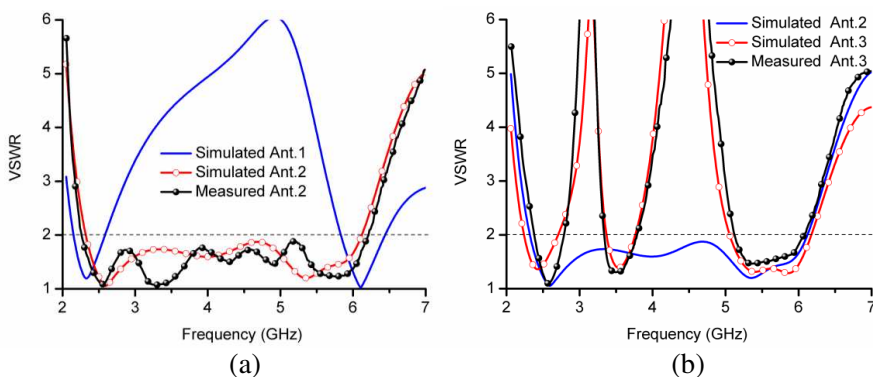 6
5
4
3
2
1
VSWR
Simulated Ant.1
Simulated Ant.2
Measured Ant.2
2 3 4 5 6 7
Frequency (GHz)
(a)
6
5
4
3
2
1
VSWR
Simulated Ant.2
Simulated Ant.3
Measured Ant.3
2 3 4 5 6 7
Frequency (GHz)
(b)